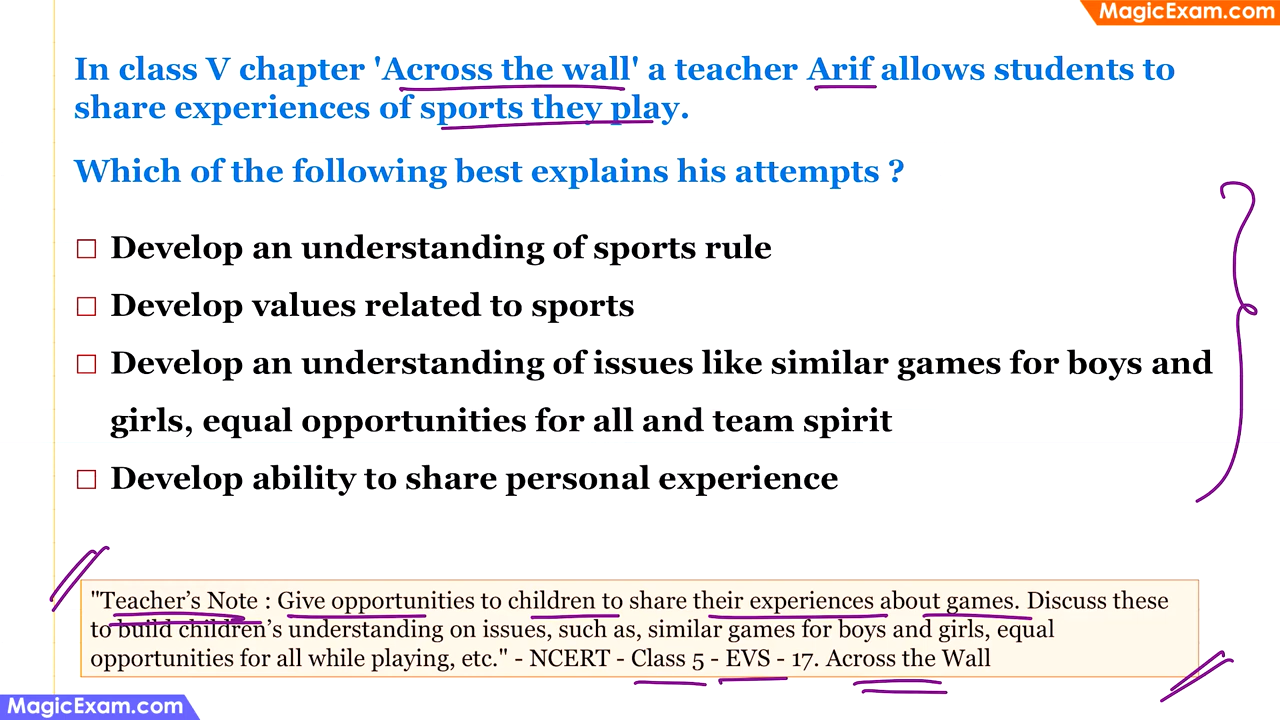 MagicExam.com
In class V chapter 'Across the wall' a teacher Arif allows students to
share experiences of sports they play.
Which of the following best explains his attempts ?
Develop an understanding of sports rule
Develop values related to sports
Develop an understanding of issues like similar games for boys and
girls, equal opportunities for all and team spirit
Develop ability to share personal experience
"Teacher's Note : Give opportunities to children to share their experiences about games. Discuss these
to build children's understanding on issues, such as, similar games for boys and girls, equal
opportunities for all while playing, etc." - NCERT - Class 5 - EVS - 17. Across the Wall
MagicExam.com